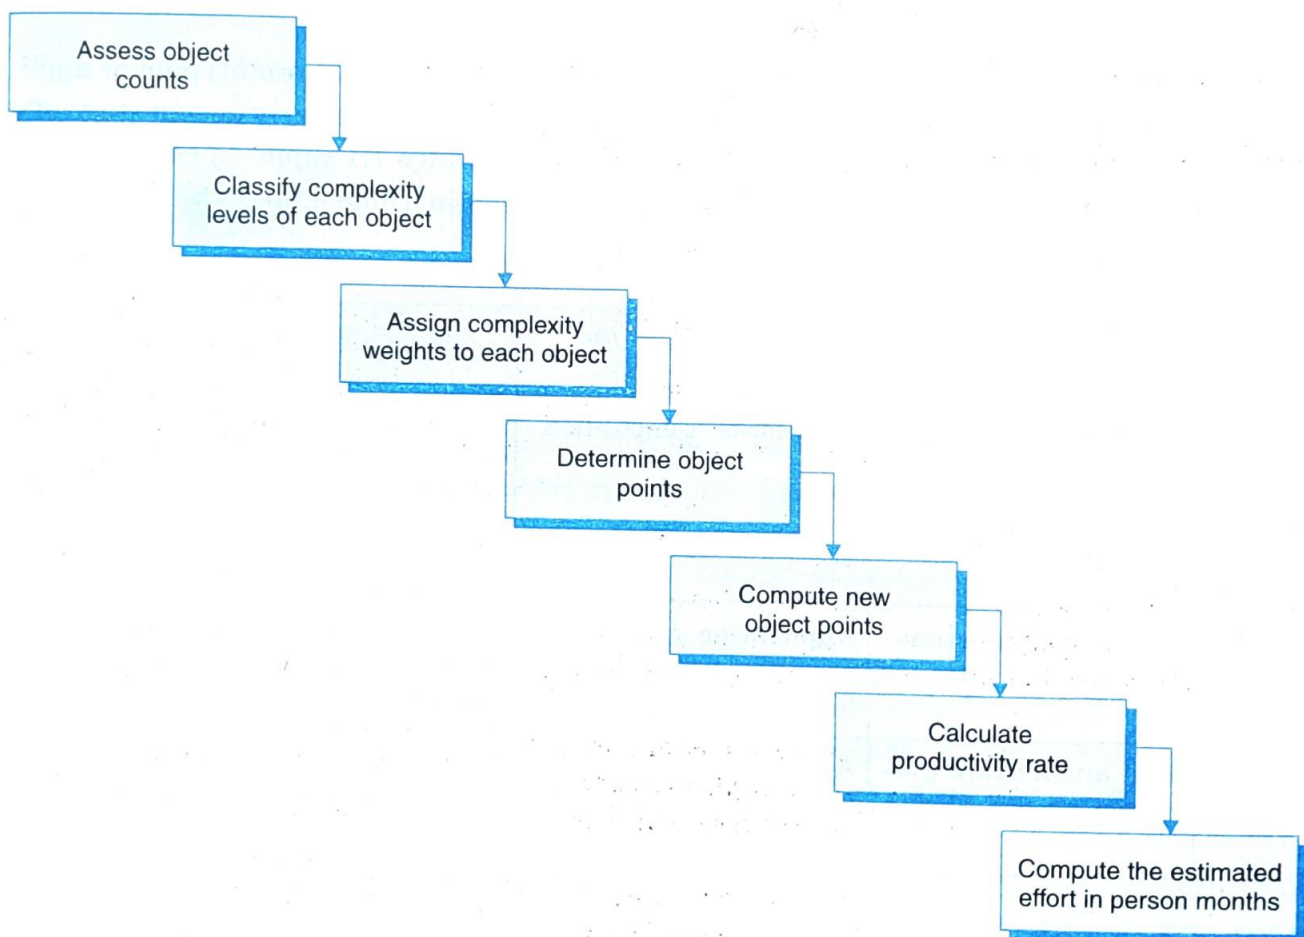 Assess object
counts
Classify complexity
levels of each object
Assign complexity
weights to each object
Determine object
points
Compute new
object points
Calculate
productivity rate
Compute the estimated
effort in person months